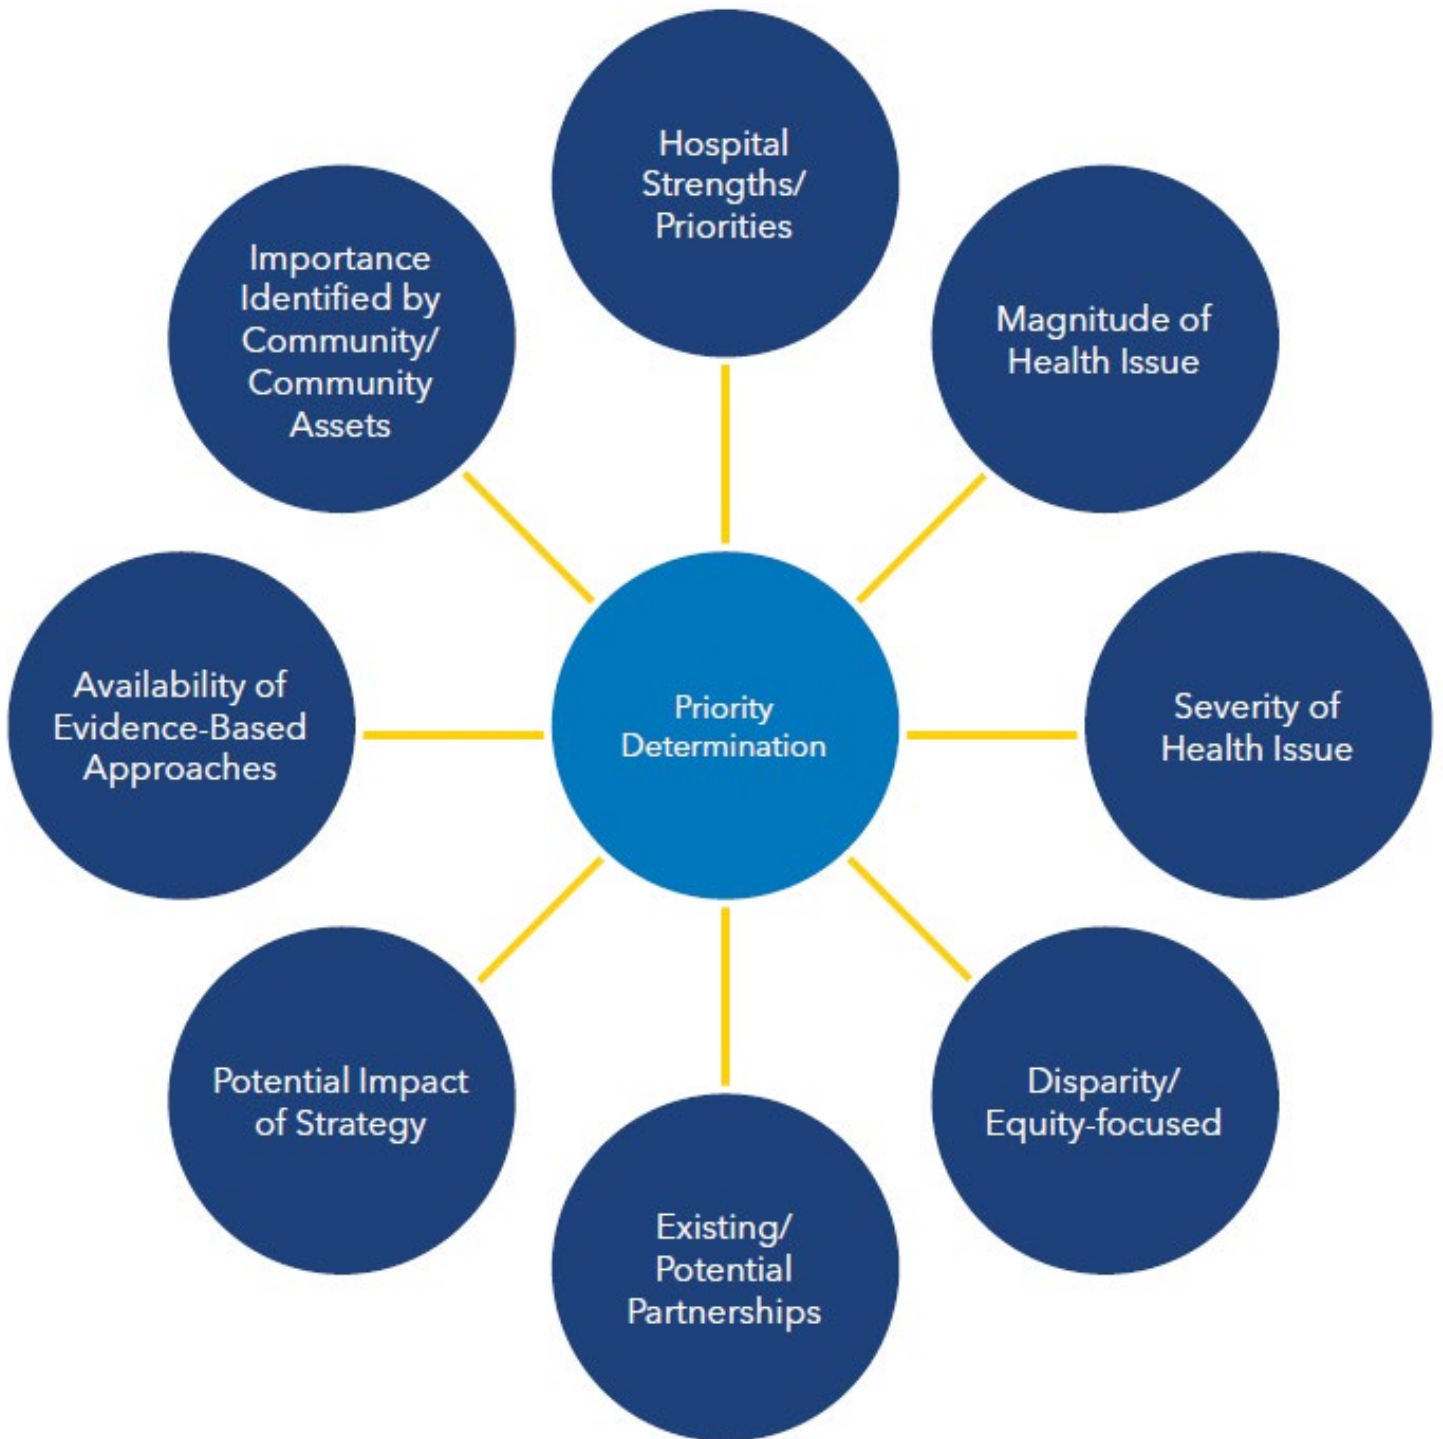 Hospital
Strengths/
Priorities
Magnitude of
Health Issue
Severity of
Health Issue
Disparity/
Equity-focused
Existing/
Potential
Partnerships
Potential Impact
of Strategy
Availability of
Evidence-Based
Approaches
Importance
Identified by
Community/
Community
Assets
Priority
Determination